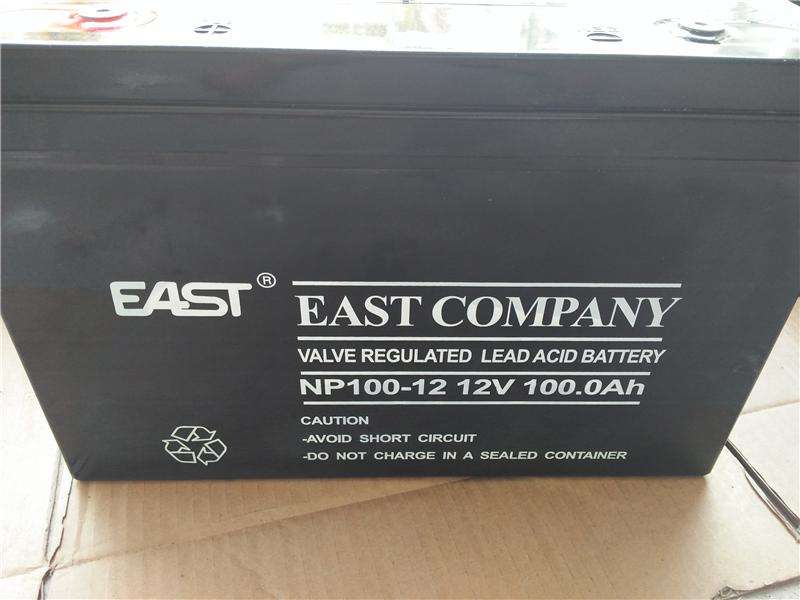 EAST®
EAST COMPANY
VALVE REGULATED LEAD ACID BATTERY
NP100-12 12V 100.0Ah
CAUTION
-AVOID SHORT CIRCUIT
-DO NOT CHARGE IN A SEALED CONTAINER